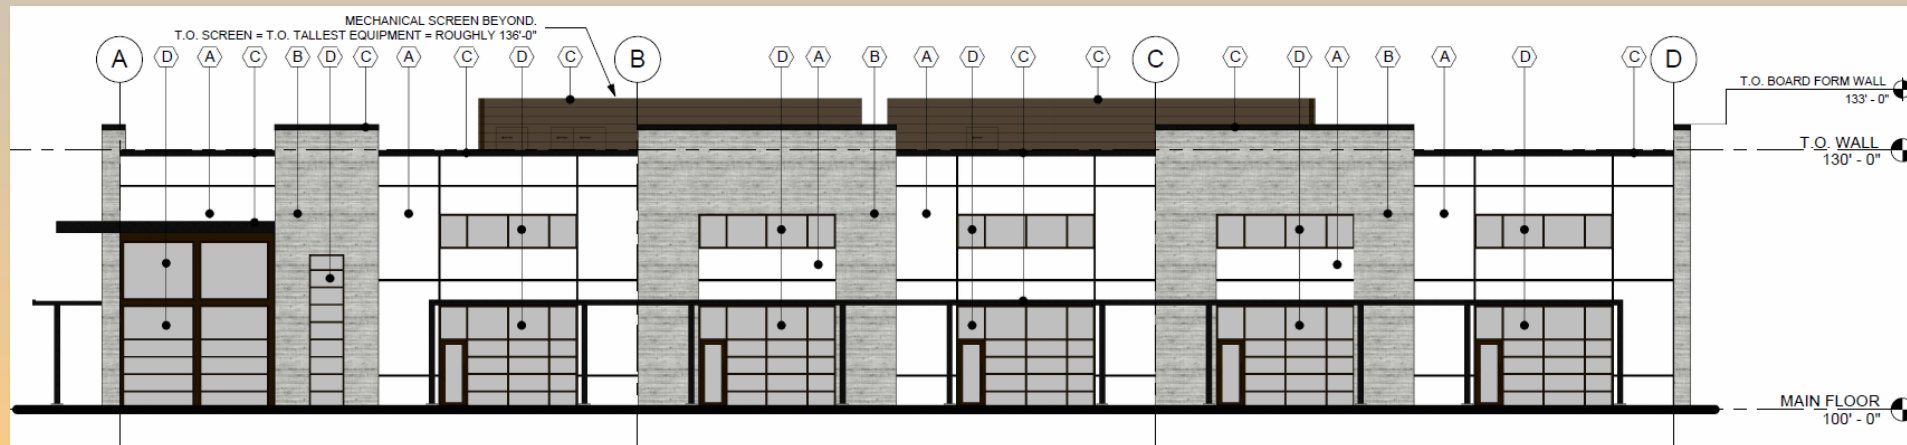 MECHANICAL SCREEN BEYOND.
T.O. SCREEN = T.O. TALLEST EQUIPMENT = ROUGHLY 136'-0"
A D A C B D C A C D C B D A B A D C C C C D A B A D C D
T.O. BOARD FORM WALL
133' - 0"
T.O. WALL
130' - 0"
MAIN FLOOR
100' - 0"